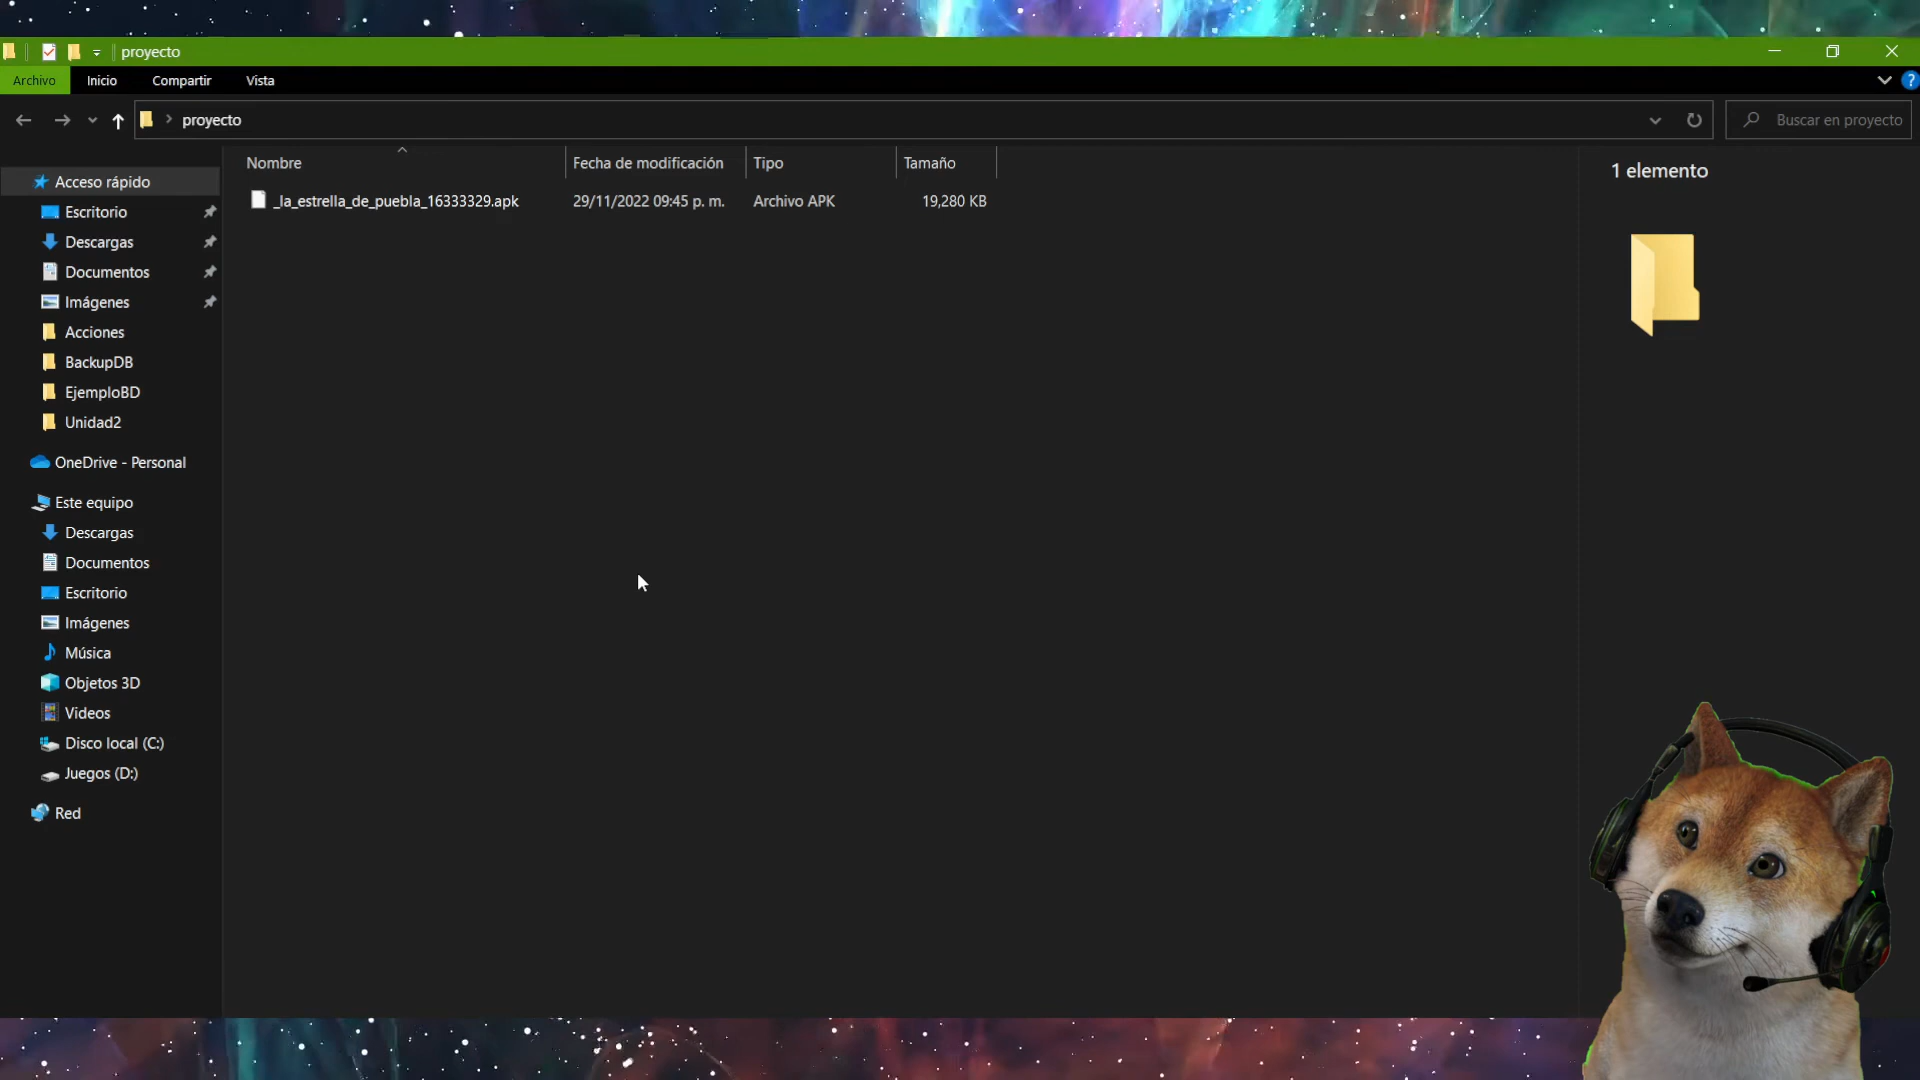 proyecto
Archivo Inicio Compartir Vista ?
proyecto Buscar en proyecto
Nombre Fecha de modificación Tipo Tamaño
_la_estrella_de_puebla_16333329.apk 29/11/2022 09:45 p. m. Archivo APK 19,280 KB
1 elemento
Acceso rápido
Escritorio
Descargas
Documentos
Imágenes
Acciones
BackupDB
EjemploBD
Unidad2
OneDrive - Personal
Este equipo
Descargas
Documentos
Escritorio
Imágenes
Música
Objetos 3D
Videos
Disco local (C:)
Juegos (D:)
Red